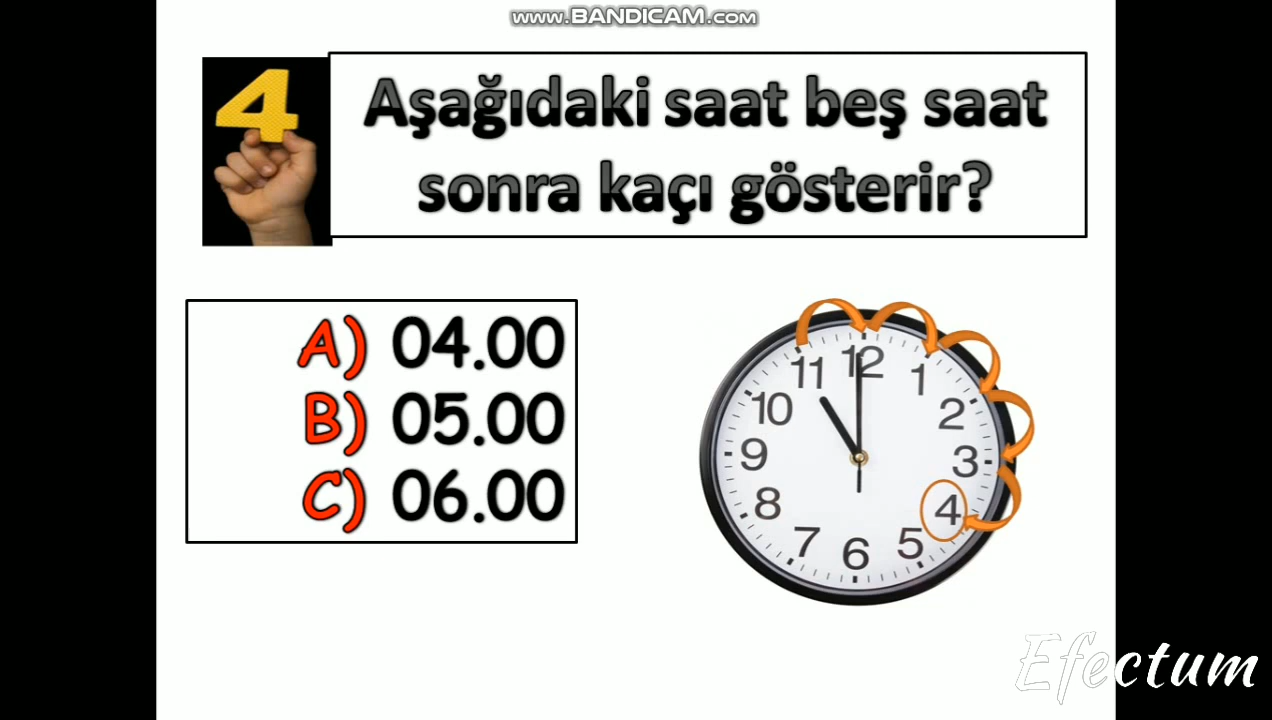 www.BANDICAM.com
4
Aşağıdaki saat beş saat
sonra kaçı gösterir?
A) 04.00
B) 05.00
C) 06.00
12
1
2
3
4
5
6
7
8
9
10
11
Efectum